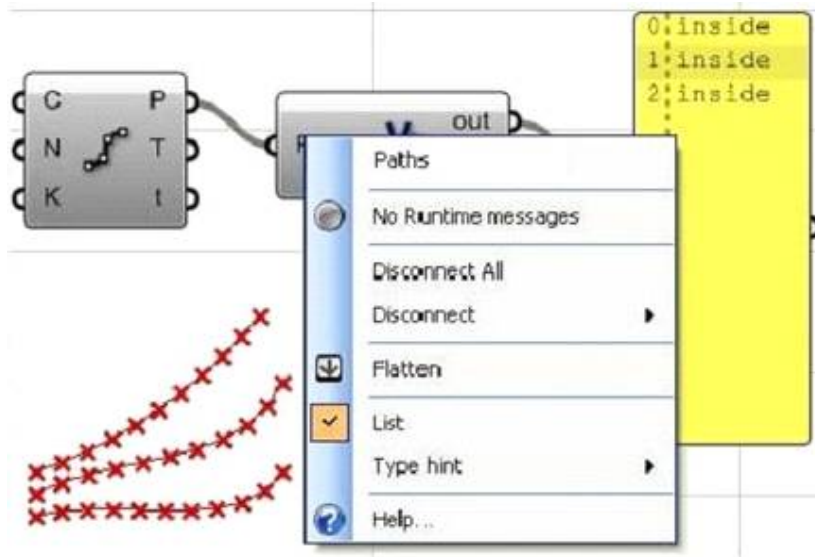 C P
N T
K t
out
0 inside
1 inside
2 inside
Paths
No Runtime messages
Disconnect All
Disconnect
Flatten
List
Type hint
Help...